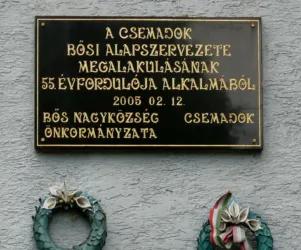 A CSEMADOK
BŐSI ALAPSZERVEZETE
MEGALAKULÁSÁNAK
55. ÉVFORDULÓJA ALKALMÁBÓL
2005 02. 12.
BŐS NAGYKÖZSÉG CSEMADOK
ÖNKORMÁNYZATA